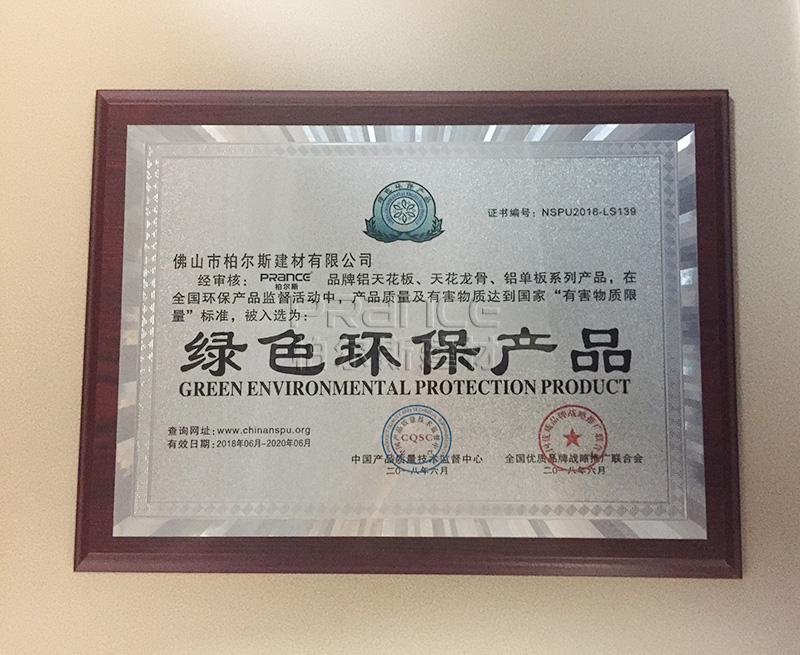 绿色环保产品
证书编号：NSPU2018-LS139
佛山市柏尔斯建材有限公司
经审核：PRANCE 柏尔斯 品牌铝天花板、天花龙骨、铝单板系列产品，在
全国环保产品监督活动中，产品质量及有害物质达到国家“有害物质限
量”标准，被入选为：
PRANCE
绿色环保产品
GREEN ENVIRONMENTAL PROTECTION PRODUCT
查询网址：www.chinanspu.org
有效日期：2018年06月-2020年06月
CQSC
中国产品质量技术监督中心
二〇一八年六月
全国优质品牌战略推广联合会
二〇一八年六月